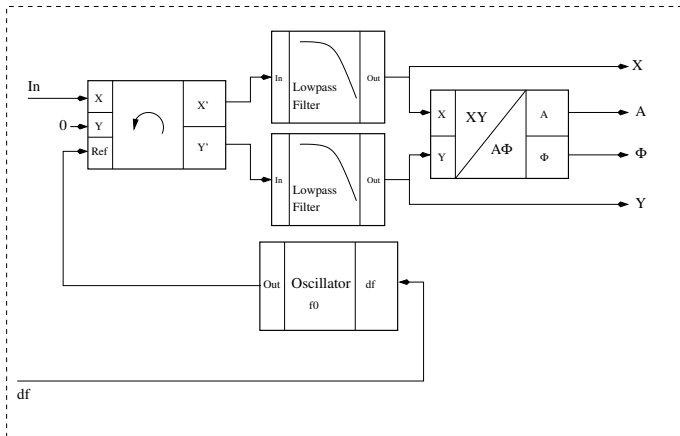 In
0
X
Y
Ref
X'
Y'
In
Lowpass
Filter
Out
In
Lowpass
Filter
Out
X
Y
XY
AΦ
A
Φ
X
A
Φ
Y
Out
Oscillator
f0
df
df